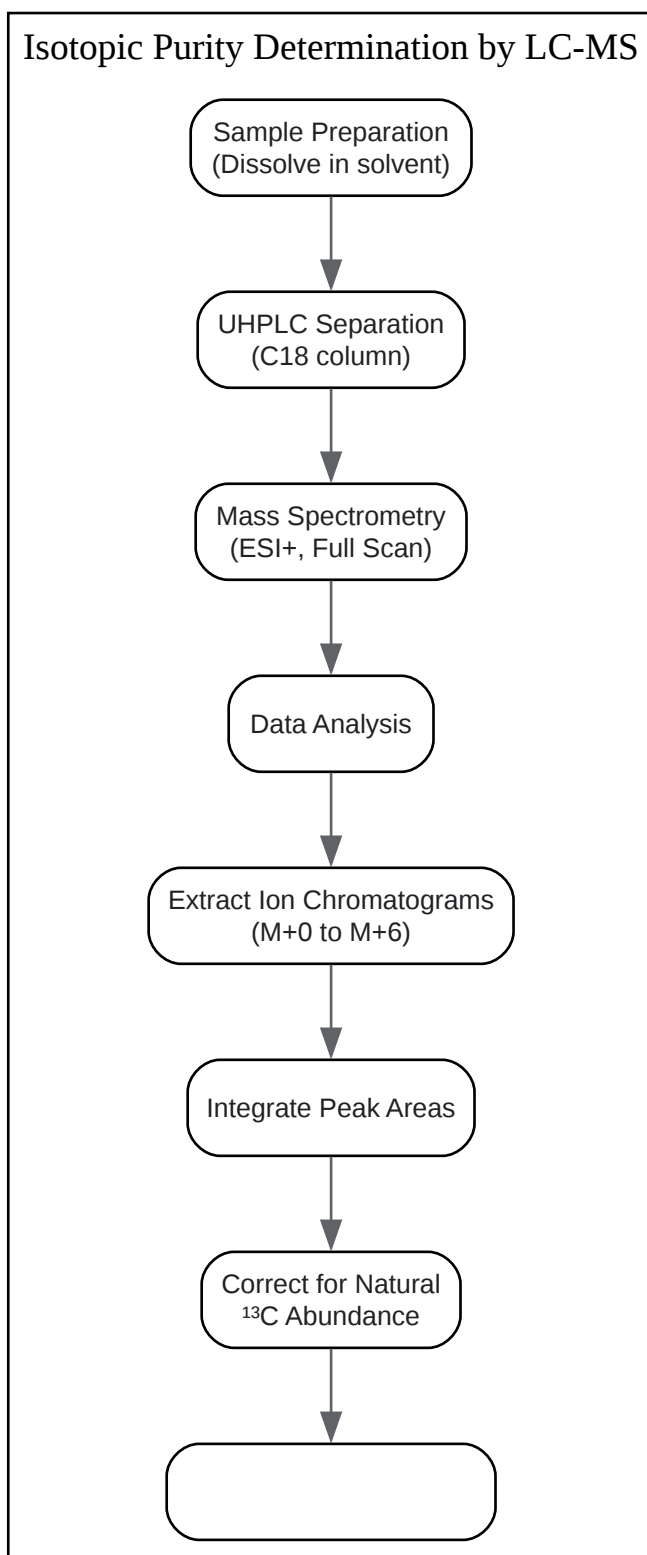 Isotopic Purity Determination by LC-MS
Sample Preparation
(Dissolve in solvent)
UHPLC Separation
(C18 column)
Mass Spectrometry
(ESI+, Full Scan)
Data Analysis
Extract Ion Chromatograms
(M+0 to M+6)
Integrate Peak Areas
Correct for Natural
¹³C Abundance